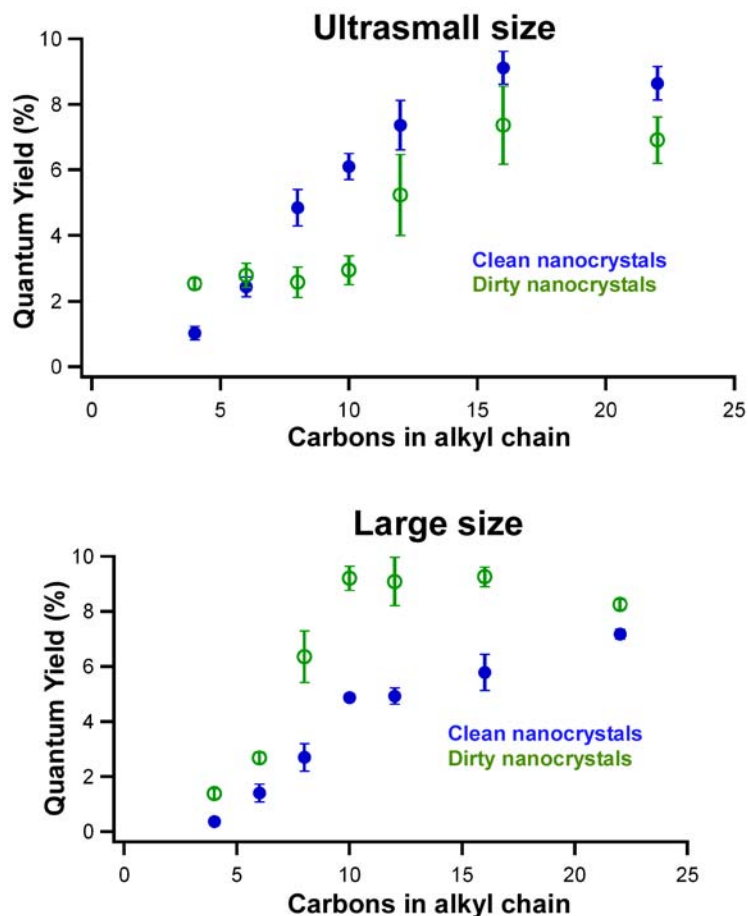 Ultrasmall size
10
8
6
4
2
0
Quantum Yield (%)
Clean nanocrystals
Dirty nanocrystals
0 5 10 15 20 25
Carbons in alkyl chain
Large size
10
8
6
4
2
0
Quantum Yield (%)
Clean nanocrystals
Dirty nanocrystals
0 5 10 15 20 25
Carbons in alkyl chain